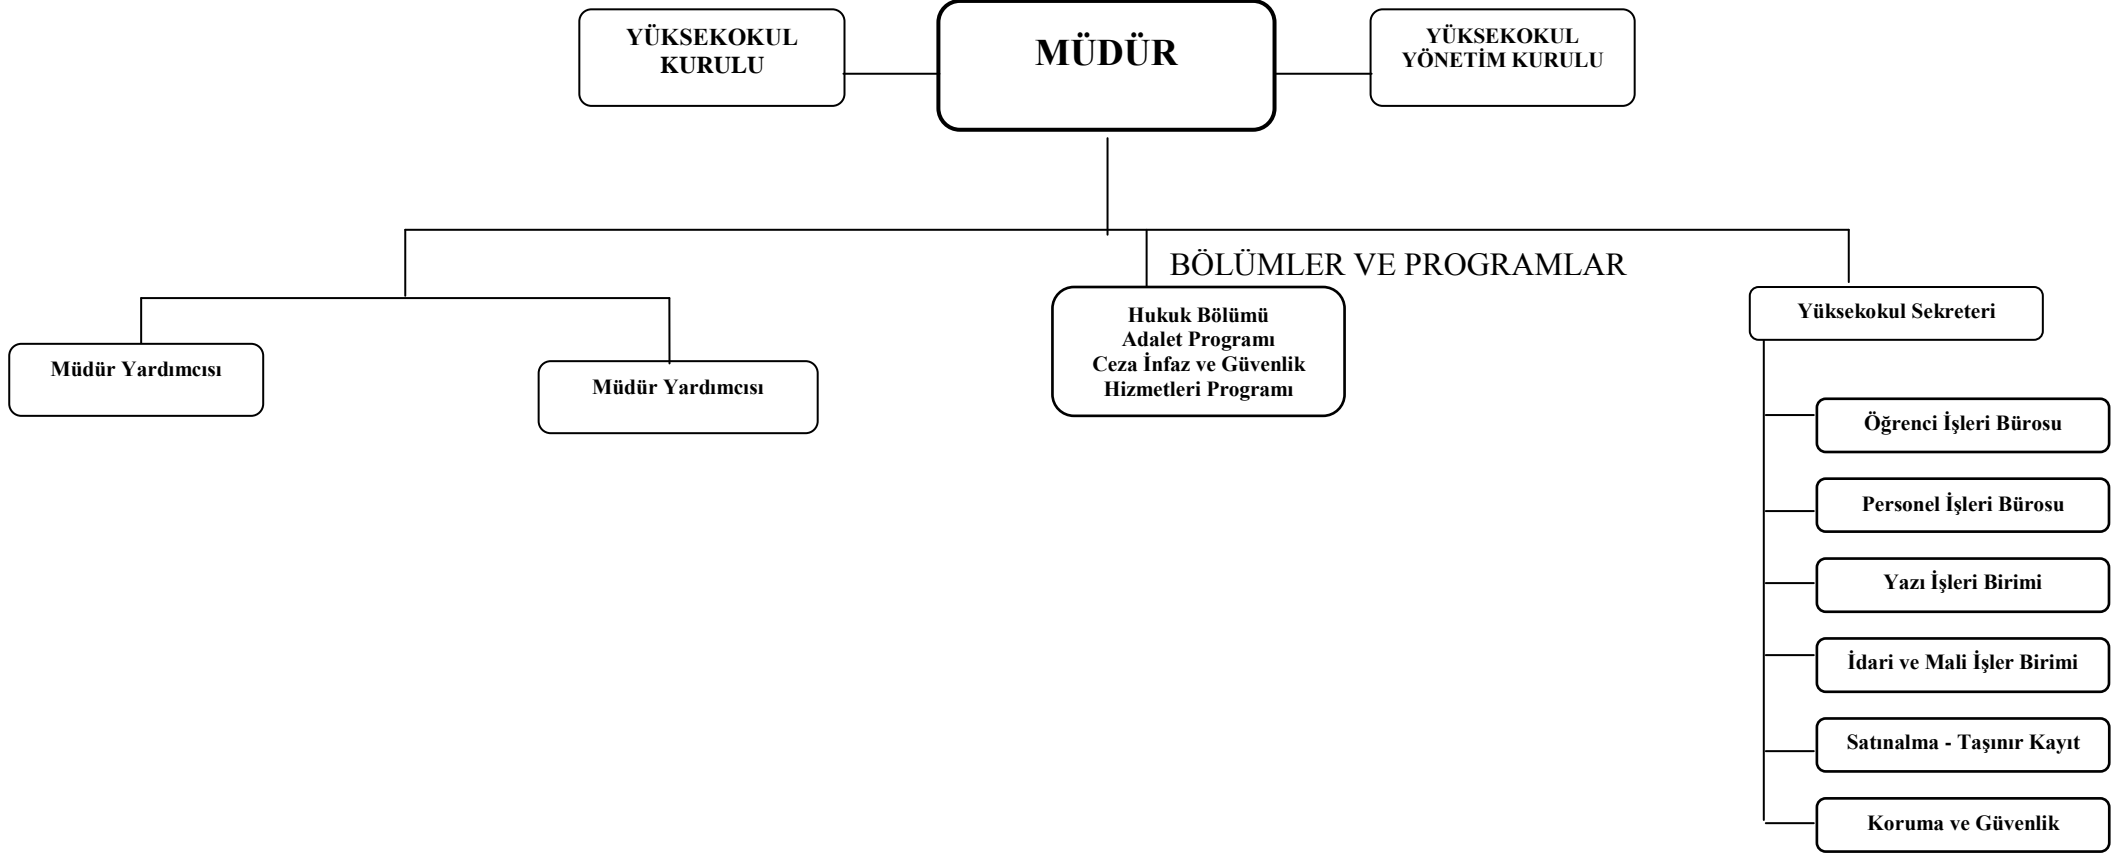 YÜKSEKOKUL
KURULU
MÜDÜR
YÜKSEKOKUL
YÖNETİM KURULU
BÖLÜMLER VE PROGRAMLAR
Müdür Yardımcısı
Müdür Yardımcısı
Hukuk Bölümü
Adalet Programı
Ceza İnfaz ve Güvenlik
Hizmetleri Programı
Yüksekokul Sekreteri
Öğrenci İşleri Bürosu
Personel İşleri Bürosu
Yazı İşleri Birimi
İdari ve Mali İşler Birimi
Satınalma - Taşınır Kayıt
Koruma ve Güvenlik